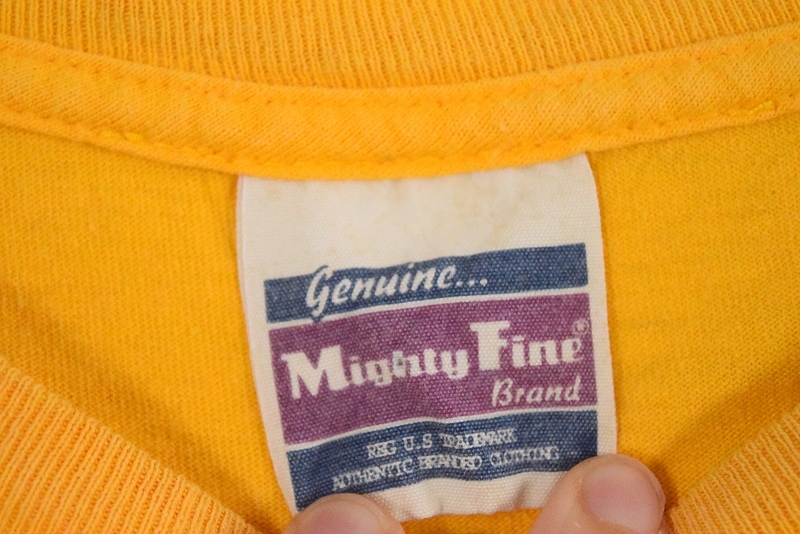 Genuine...
Mighty Fine®
Brand
REG U.S TRADEMARK
AUTHENTIC BRANDED CLOTHING